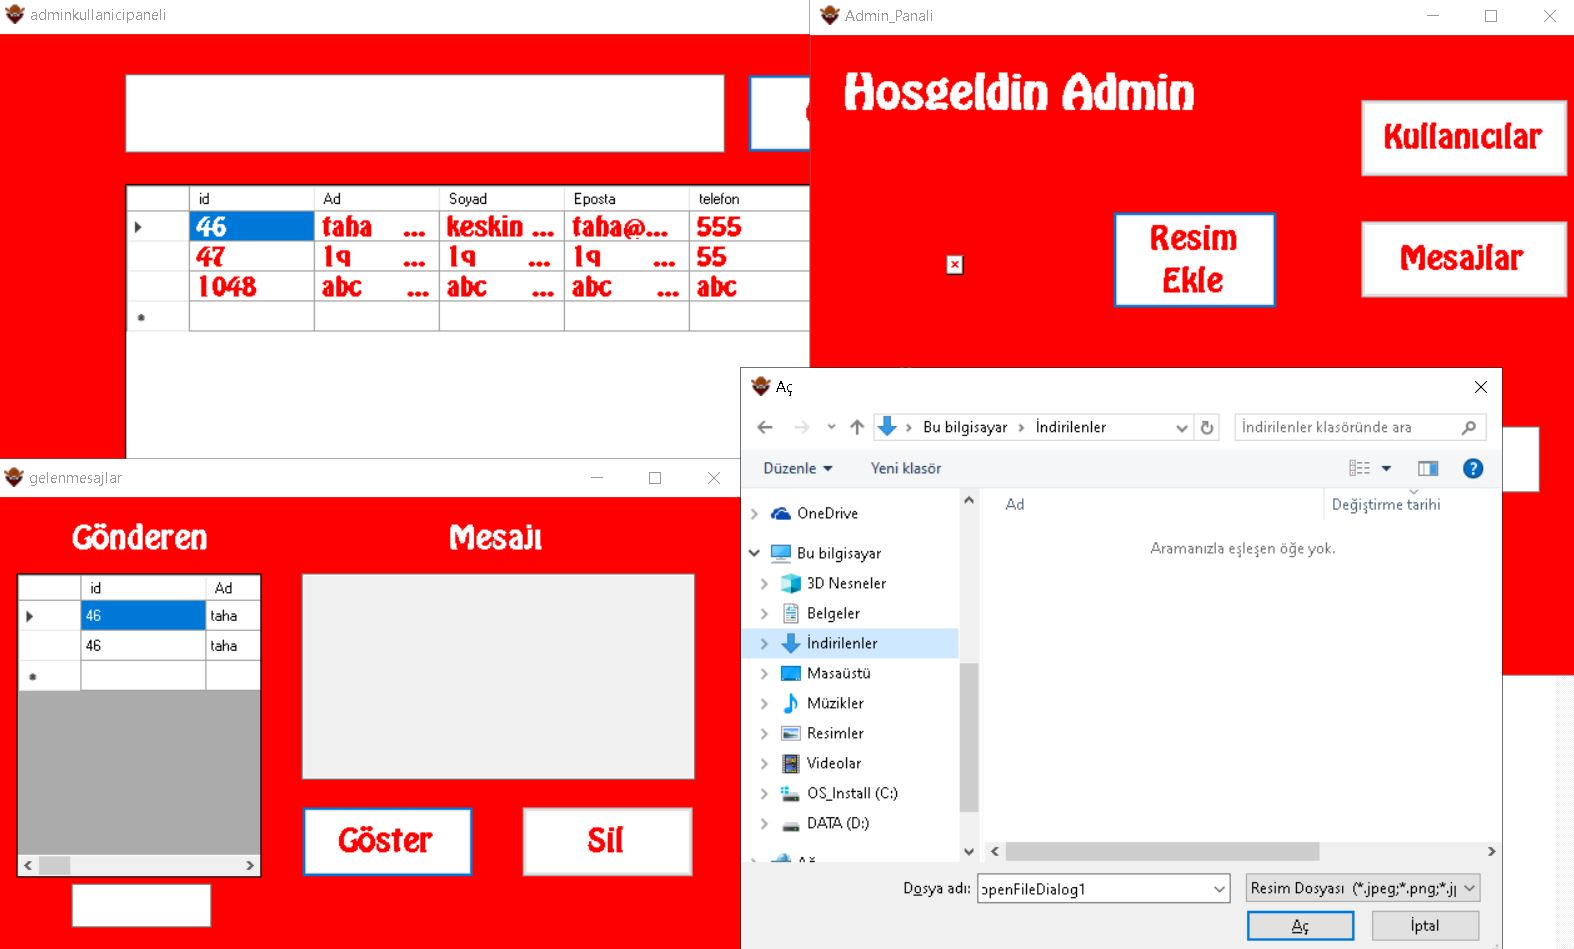 adminkullanicipaneli
id Ad Soyad Eposta telefon
46 taha ... keskin ... taha@... 555
47 1q ... 1q ... 1q ... 55
1048 abc ... abc ... abc ... abc
Admin_Panali
Hosgeldin Admin
Kullanıcılar
Resim
Ekle
Mesajlar
gelenmesajlar
Gönderen
Mesajı
id Ad
46 taha
46 taha
Göster
Sil
Aç
Bu bilgisayar > İndirilenler
İndirilenler klasöründe ara
Düzenle
Yeni klasör
OneDrive
Bu bilgisayar
3D Nesneler
Belgeler
İndirilenler
Masaüstü
Müzikler
Resimler
Videolar
OS_Install (C:)
DATA (D:)
Ağ
Ad
Değiştirme tarihi
Aramanızla eşleşen öğe yok.
Dosya adı:
openFileDialog1
Resim Dosyası (*.jpeg;*.png;*.j
Aç
İptal